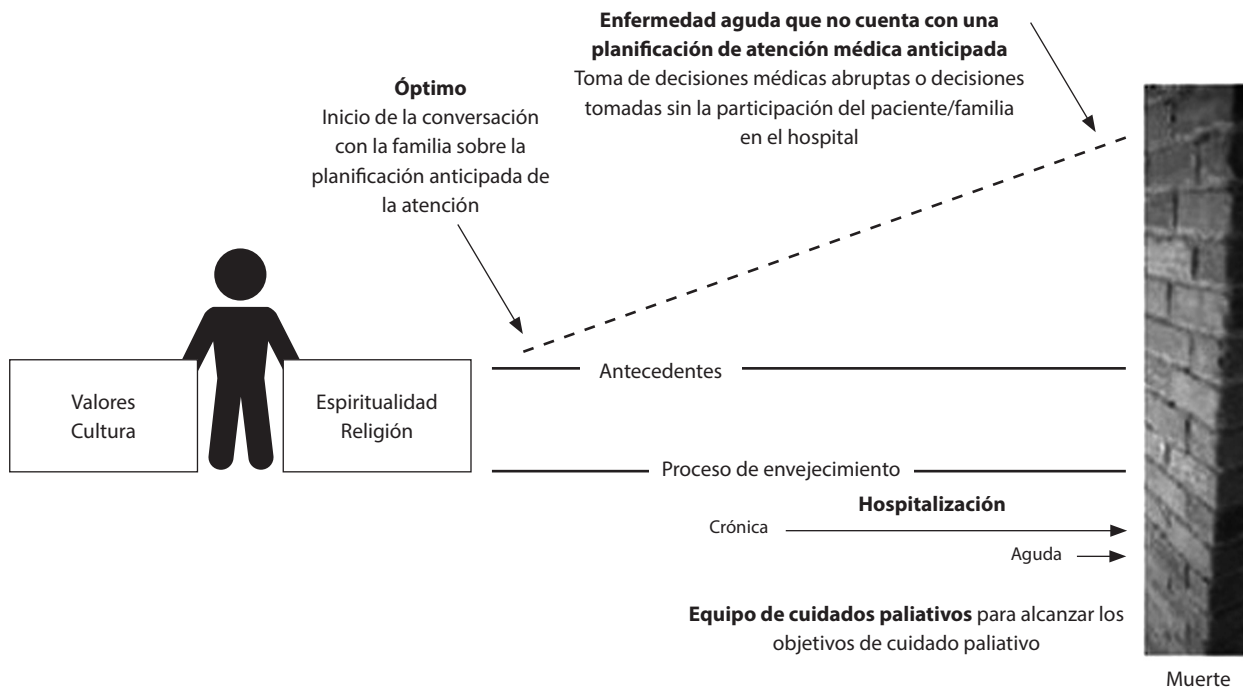 Enfermedad aguda que no cuenta con una
planificación de atención médica anticipada
Toma de decisiones médicas abruptas o decisiones
tomadas sin la participación del paciente/familia
en el hospital
Óptimo
Inicio de la conversación
con la familia sobre la
planificación anticipada de
la atención
Valores
Cultura
Espiritualidad
Religión
Antecedentes
Proceso de envejecimiento
Hospitalización
Crónica
Aguda
Equipo de cuidados paliativos para alcanzar los
objetivos de cuidado paliativo
Muerte